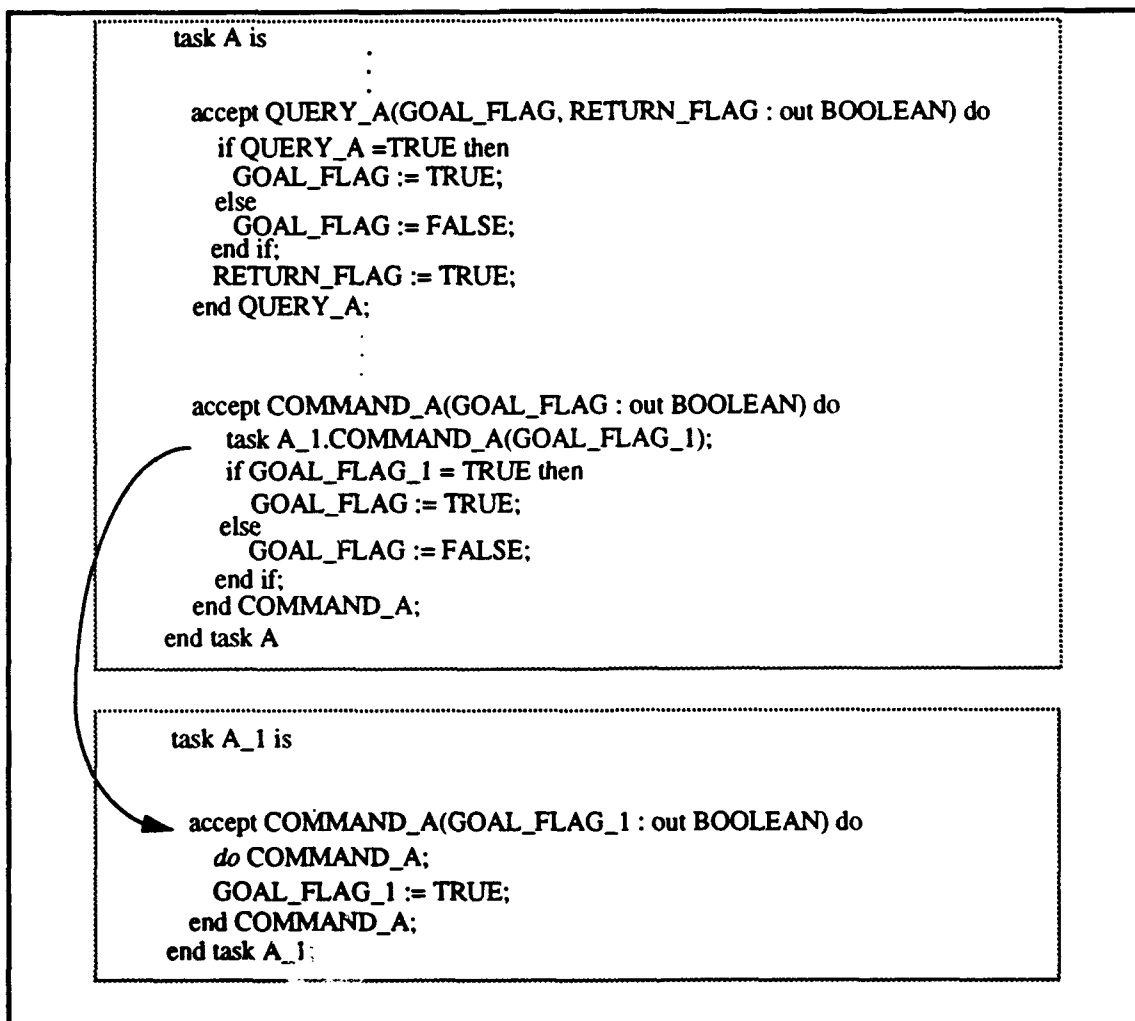 task A is
.
.
.
accept QUERY_A(GOAL_FLAG, RETURN_FLAG : out BOOLEAN) do
if QUERY_A =TRUE then
GOAL_FLAG := TRUE;
else
GOAL_FLAG := FALSE;
end if;
RETURN_FLAG := TRUE;
end QUERY_A;
.
.
.
accept COMMAND_A(GOAL_FLAG : out BOOLEAN) do
task A_1.COMMAND_A(GOAL_FLAG_1);
if GOAL_FLAG_1 = TRUE then
GOAL_FLAG := TRUE;
else
GOAL_FLAG := FALSE;
end if;
end COMMAND_A;
end task A
task A_1 is
accept COMMAND_A(GOAL_FLAG_1 : out BOOLEAN) do
do COMMAND_A;
GOAL_FLAG_1 := TRUE;
end COMMAND_A;
end task A_1;